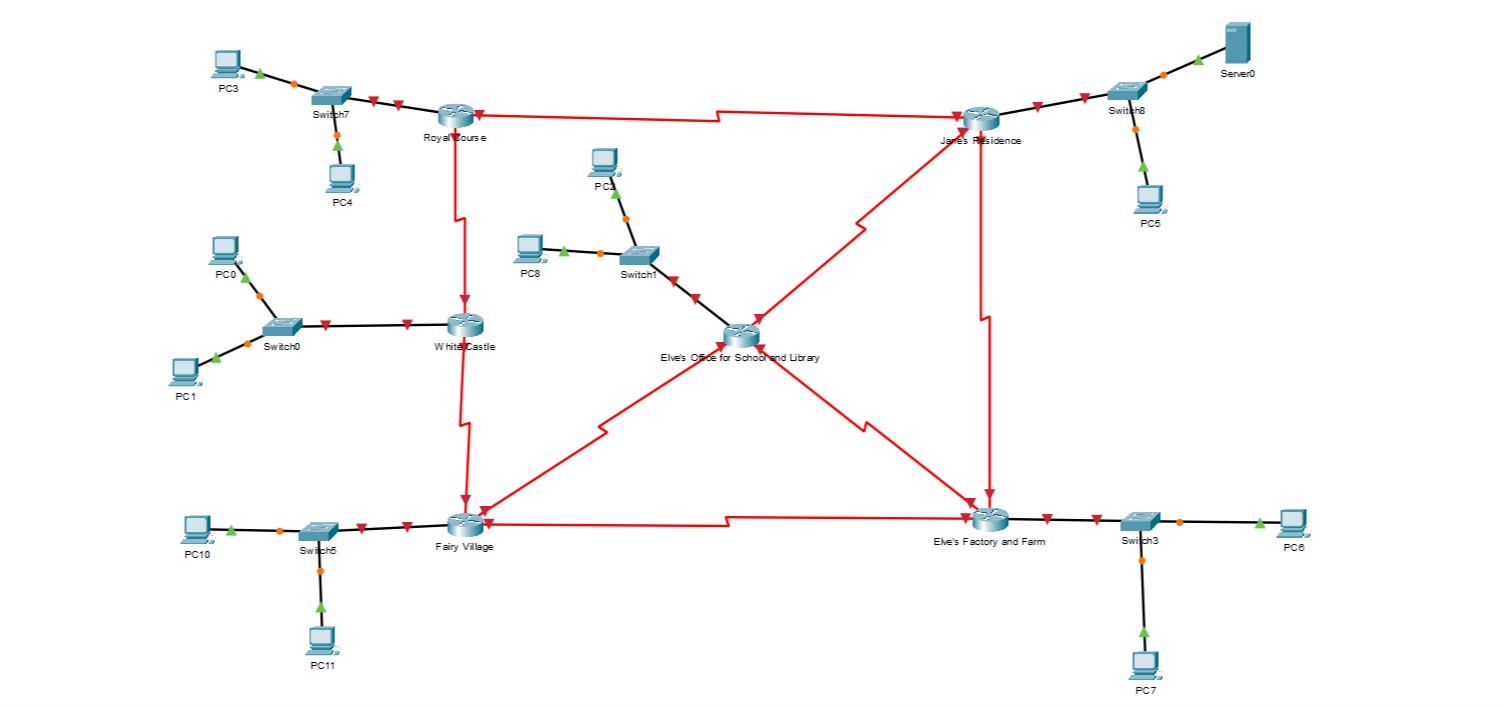 Server0
PC3
Switch7
Switch8
Royal Course
Jane's Residence
PC2
PC4
PC5
PC0
PC8
Switch1
Switch0
White Castle
Elve's Office for School and Library
PC1
PC10
Switch5
Fairy Village
Elve's Factory and Farm
Switch3
PC6
PC11
PC7